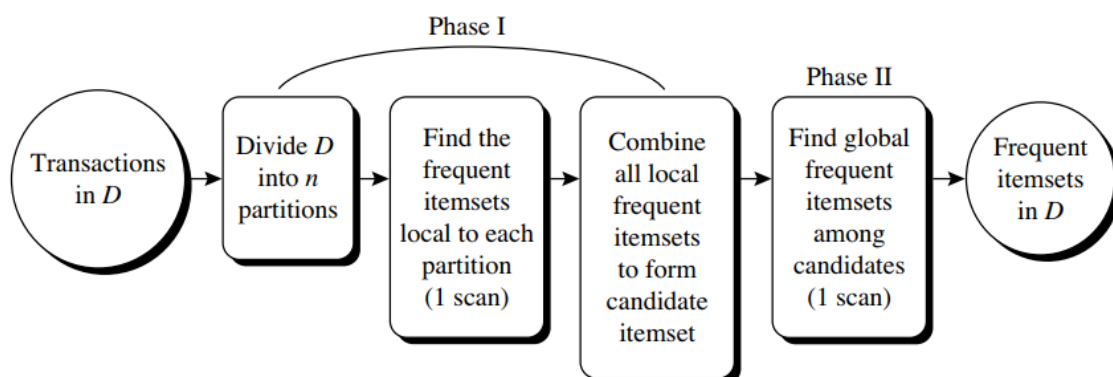 Phase I
Phase II
Transactions
in D
Divide D
into n
partitions
Find the
frequent
itemsets
local to each
partition
(1 scan)
Combine
all local
frequent
itemsets
to form
candidate
itemset
Find global
frequent
itemsets
among
candidates
(1 scan)
Frequent
itemsets
in D